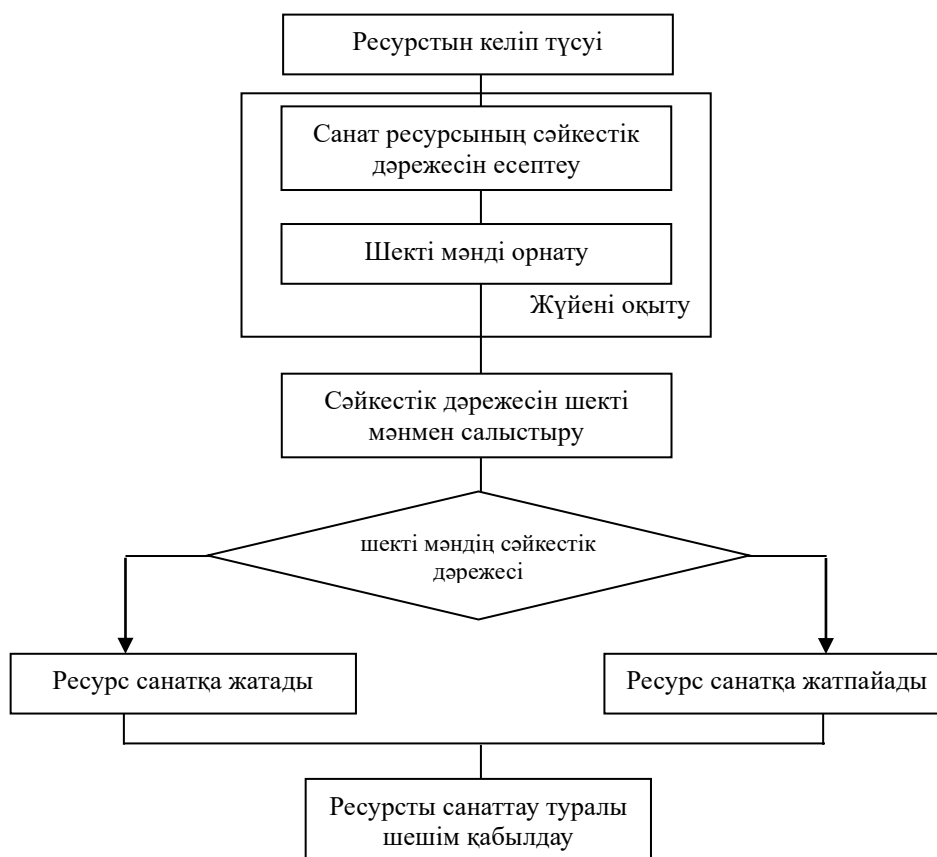 Ресурстын келіп түсуі
Санат ресурсының сәйкестік
дәрежесін есептеу
Шекті мәнді орнату
Жүйені оқыту
Сәйкестік дәрежесін шекті
мәнмен салыстыру
шекті мәндің сәйкестік
дәрежесі
Ресурс санатқа жатады
Ресурс санатқа жатпайады
Ресурсты санаттау туралы
шешім қабылдау